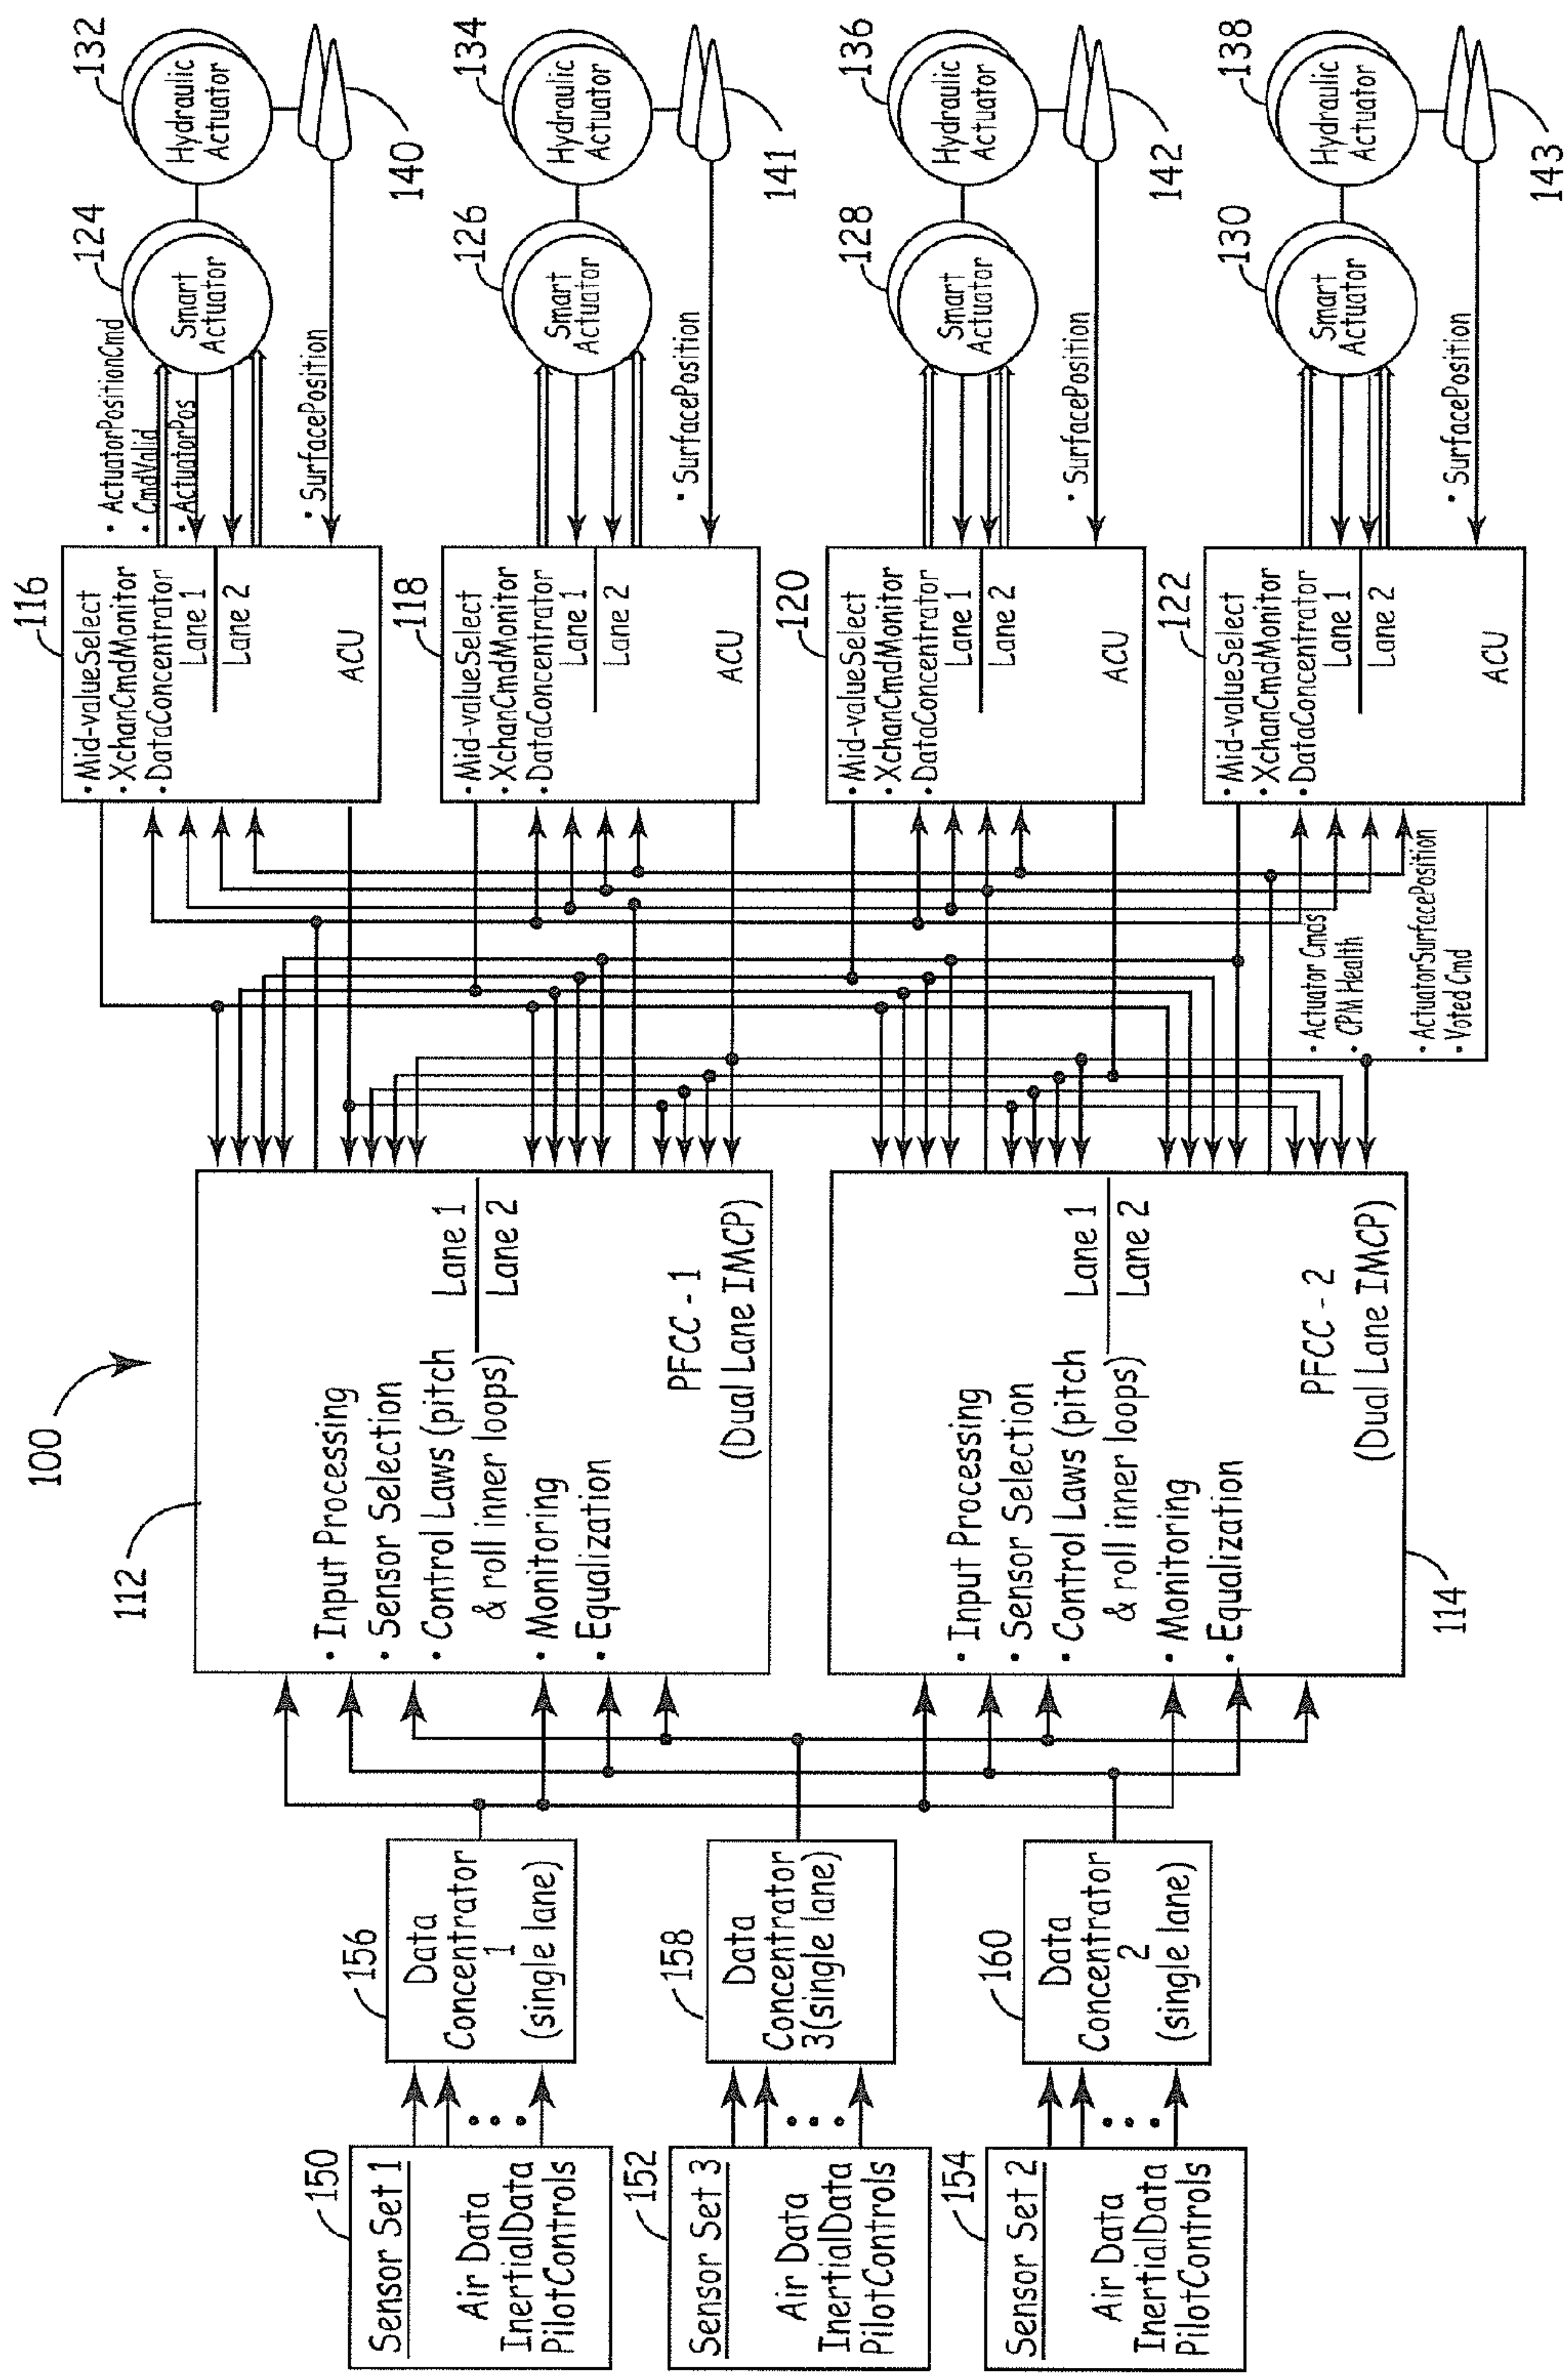 100
150
Sensor Set 1
Air Data
InertialData
PilotControls
152
Sensor Set 3
Air Data
InertialData
PilotControls
154
Sensor Set 2
Air Data
InertialData
PilotControls
156
Data
Concentrator
1
(single lane)
158
Data
Concentrator
3(single lane)
160
Data
Concentrator
2
(single lane)
112
• Input Processing
• Sensor Selection
• Control Laws (pitch
& roll inner loops)
• Monitoring
• Equalization
Lane 1
Lane 2
PFCC - 1
(Dual Lane IMCP)
114
• Input Processing
• Sensor Selection
• Control Laws (pitch
& roll inner loops)
• Monitoring
• Equalization
Lane 1
Lane 2
PFCC - 2
(Dual Lane IMCP)
• Actuator Cmds
• CPM Health
• ActuatorSurfacePosition
• Voted Cmd
116
• Mid-valueSelect
• XchanCmdMonitor
• DataConcentrator
Lane 1
Lane 2
ACU
118
• Mid-valueSelect
• XchanCmdMonitor
• DataConcentrator
Lane 1
Lane 2
ACU
120
• Mid-valueSelect
• XchanCmdMonitor
• DataConcentrator
Lane 1
Lane 2
ACU
122
• Mid-valueSelect
• XchanCmdMonitor
• DataConcentrator
Lane 1
Lane 2
ACU
• ActuatorPositionCmd
• CmdValid
• ActuatorPos
• SurfacePosition
124
Smart
Actuator
132
Hydraulic
Actuator
140
• SurfacePosition
126
Smart
Actuator
134
Hydraulic
Actuator
141
• SurfacePosition
128
Smart
Actuator
136
Hydraulic
Actuator
142
• SurfacePosition
130
Smart
Actuator
138
Hydraulic
Actuator
143